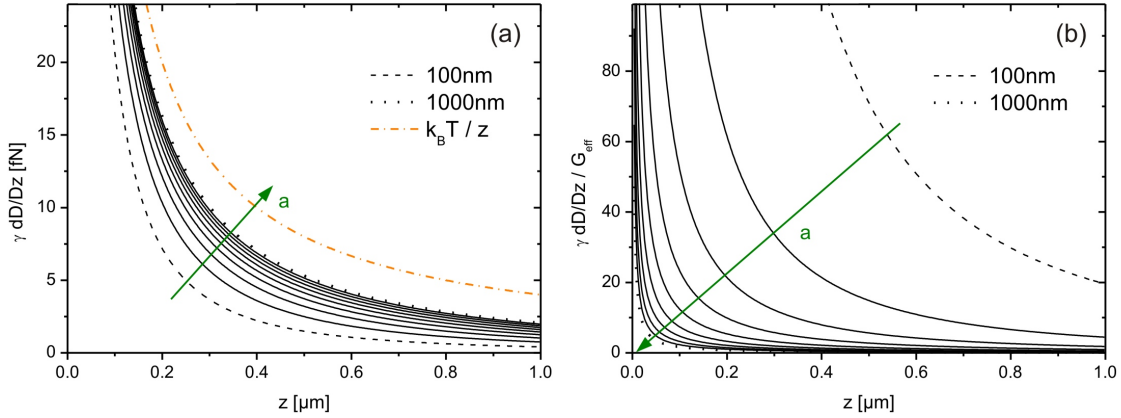 (a)
γ dD/Dz [fN]
20
15
10
5
0
0.0 0.2 0.4 0.6 0.8 1.0
z [µm]
100nm
1000nm
k_B T / z
a
(b)
γ dD/Dz / G_eff
80
60
40
20
0
0.0 0.2 0.4 0.6 0.8 1.0
z [µm]
100nm
1000nm
a